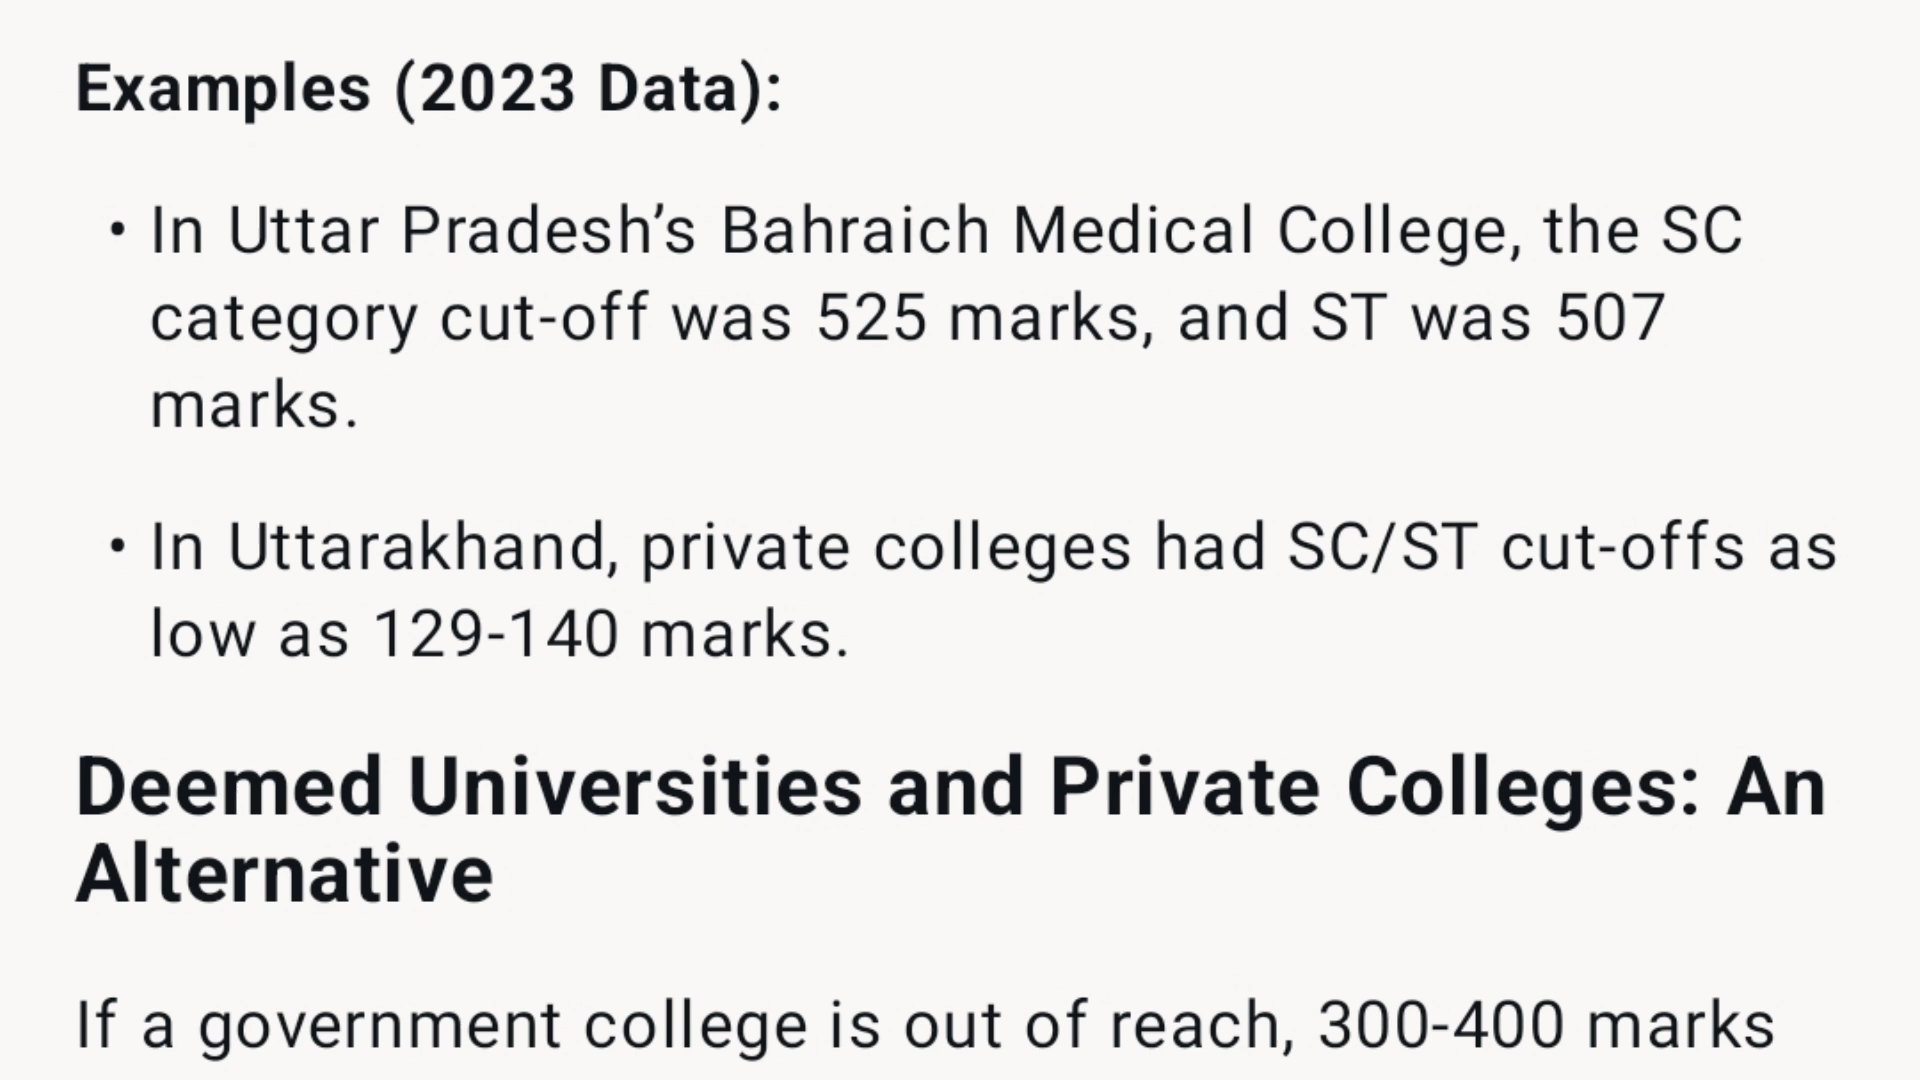 Examples (2023 Data):
• In Uttar Pradesh’s Bahraich Medical College, the SC
category cut-off was 525 marks, and ST was 507
marks.
• In Uttarakhand, private colleges had SC/ST cut-offs as
low as 129-140 marks.
Deemed Universities and Private Colleges: An
Alternative
If a government college is out of reach, 300-400 marks